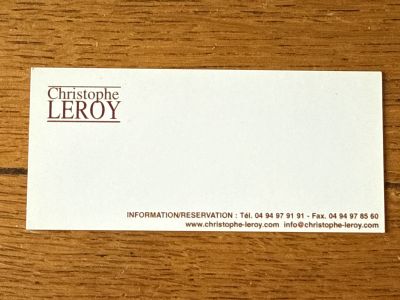 Christophe
LEROY
INFORMATION/RESERVATION : Tél. 04 94 97 91 91 - Fax. 04 94 97 85 60
www.christophe-leroy.com info@christophe-leroy.com